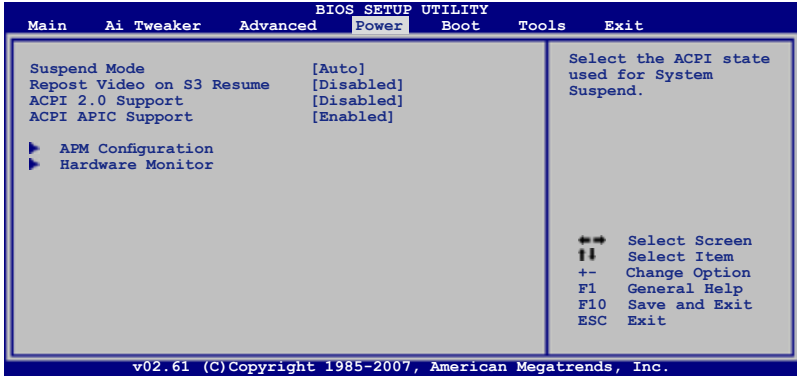 BIOS SETUP UTILITY
Main Ai Tweaker Advanced Power Boot Tools Exit
Suspend Mode [Auto]
Repost Video on S3 Resume [Disabled]
ACPI 2.0 Support [Disabled]
ACPI APIC Support [Enabled]
APM Configuration
Hardware Monitor
Select the ACPI state
used for System
Suspend.
←→ Select Screen
↑↓ Select Item
+- Change Option
F1 General Help
F10 Save and Exit
ESC Exit
v02.61 (C)Copyright 1985-2007, American Megatrends, Inc.